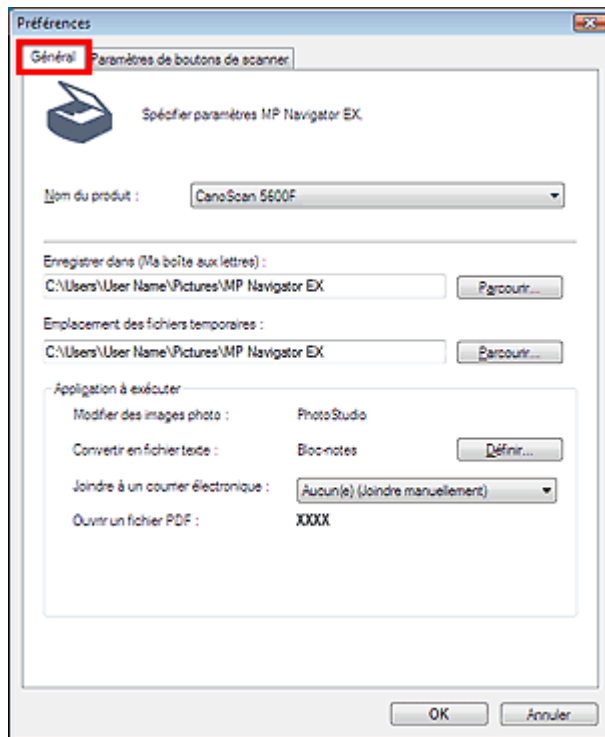 Préférences
Général Paramètres de boutons de scanner
Spécifier paramètres MP Navigator EX.
Nom du produit : CanoScan 5600F
Enregistrer dans (Ma boîte aux lettres) :
C:\Users\User Name\Pictures\MP Navigator EX Parcourir...
Emplacement des fichiers temporaires :
C:\Users\User Name\Pictures\MP Navigator EX Parcourir...
Application à exécuter
Modifier des images photo : PhotoStudio
Convertir en fichier texte : Bloc-notes Définir...
Joindre à un courrier électronique : Aucun(e) (Joindre manuellement)
Ouvrir un fichier PDF : XXXX
OK Annuler